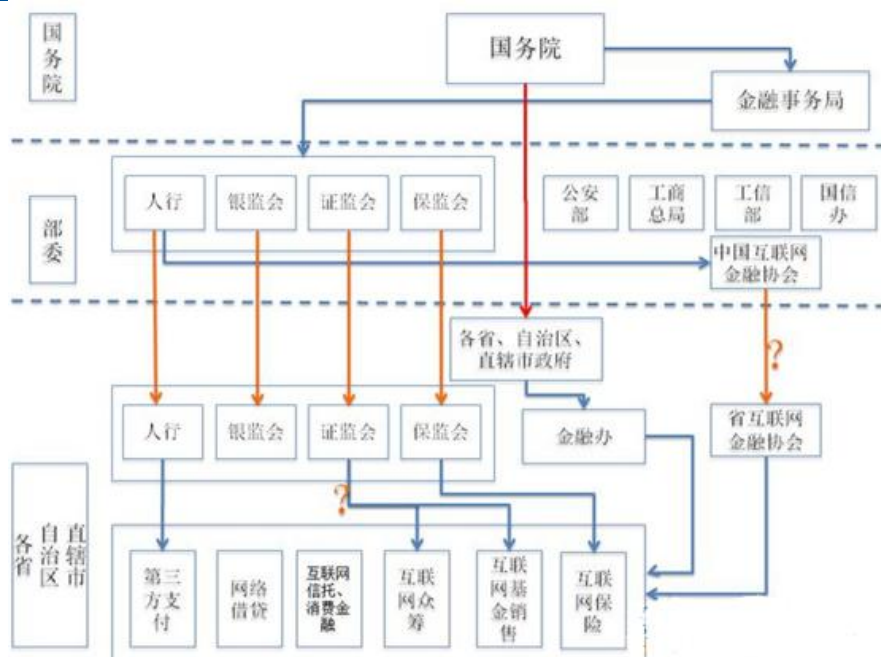 国务院
国务院
金融事务局
部委
人行
银监会
证监会
保监会
公安
部
工商
总局
工信
部
国信
办
中国互联网
金融协会
各省、自治区、
直辖市政府
?
人行
银监会
证监会
保监会
金融办
省互联网
金融协会
?
各省
自治区
直辖市
第三
方支
付
网络
借贷
互联网
信托、
消费金
融
互联
网众
筹
互联
网基
金销
售
互联
网保
险